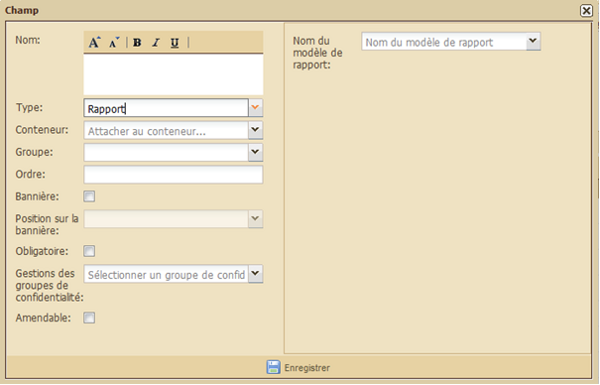 Champ
Nom:
A A B I U
Type:
Rapport
Conteneur:
Attacher au conteneur...
Groupe:
Ordre:
Bannière:
Position sur la
bannière:
Obligatoire:
Gestions des
groupes de
confidentialité:
Sélectionner un groupe de confid
Amendable:
Nom du
modèle de
rapport:
Nom du modèle de rapport
Enregistrer